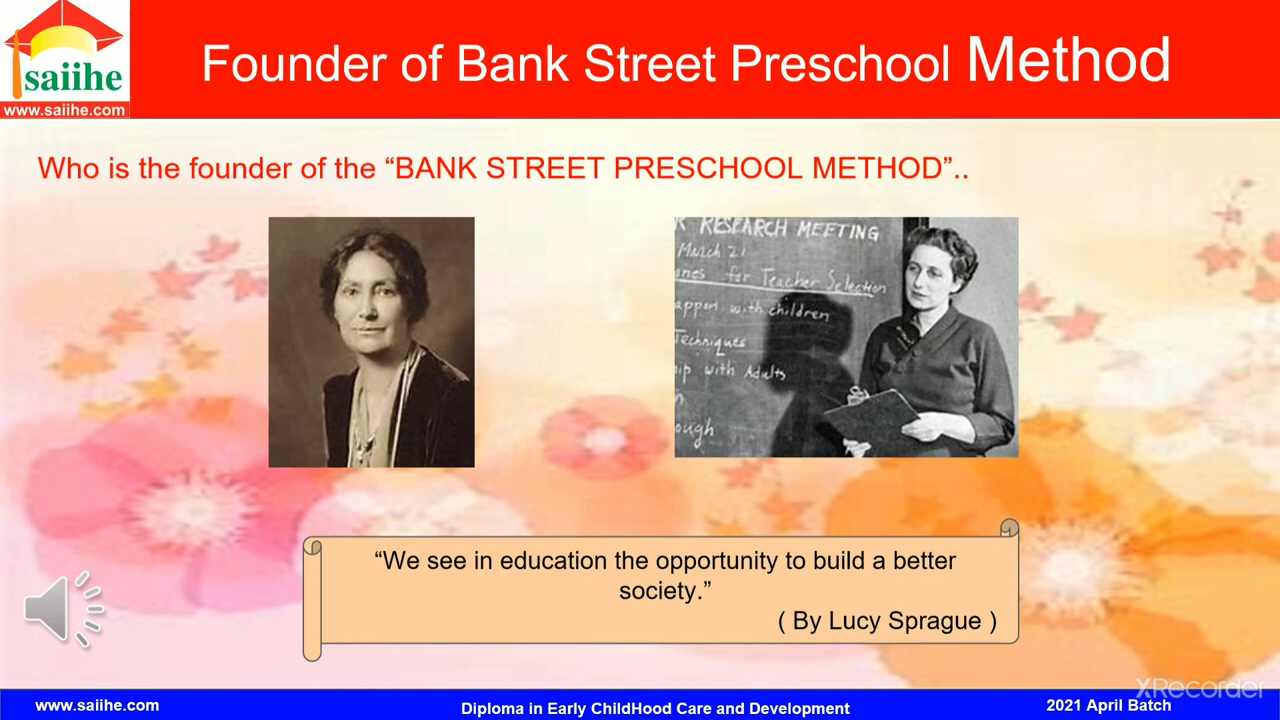 saiihe
www.saiihe.com
Founder of Bank Street Preschool Method
Who is the founder of the “BANK STREET PRESCHOOL METHOD”..
RESEARCH MEETING
March 21
for Teacher Selection
with children
Techniques
with Adults
“We see in education the opportunity to build a better
society.”
( By Lucy Sprague )
XRecorder
www.saiihe.com
Diploma in Early ChildHood Care and Development
2021 April Batch